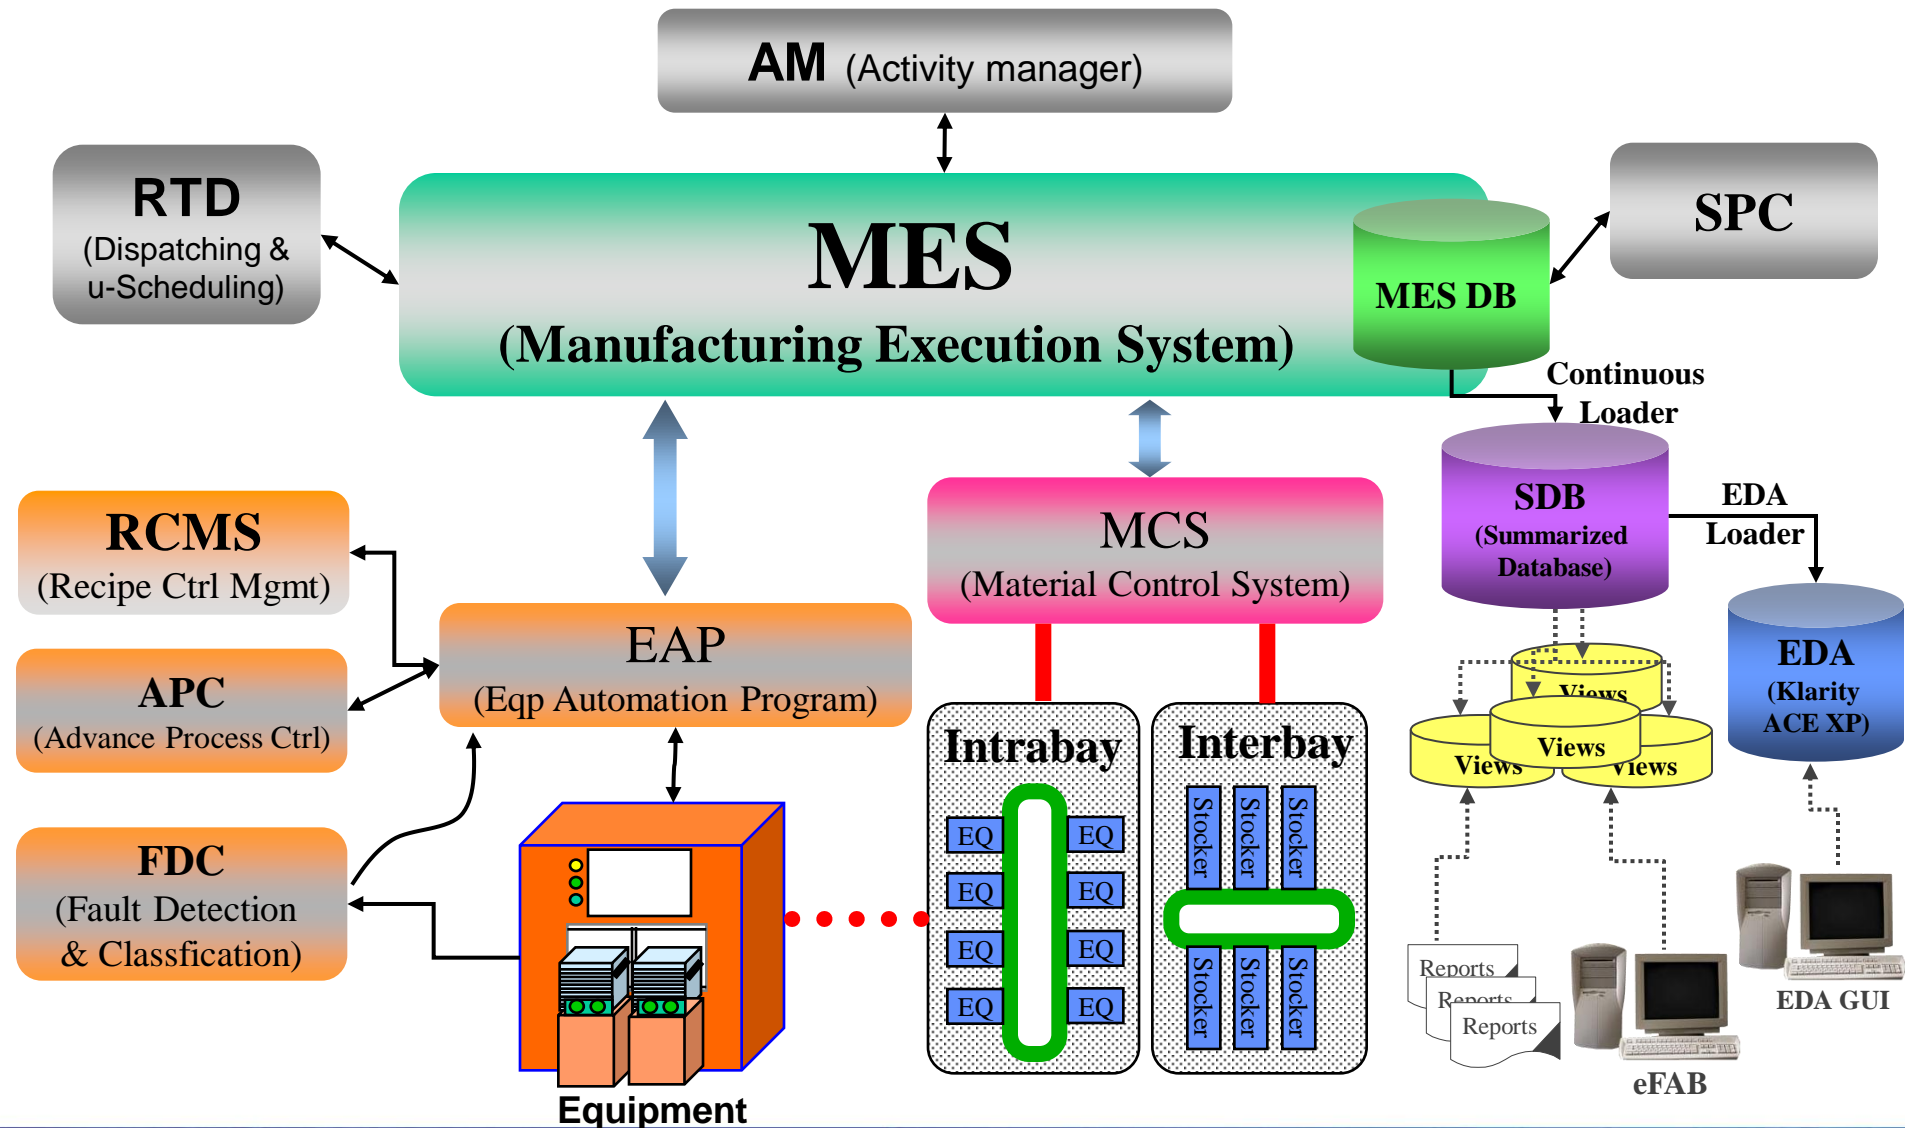 AM (Activity manager)
RTD
(Dispatching &
u-Scheduling)
MES
(Manufacturing Execution System)
MES DB
SPC
Continuous
Loader
SDB
(Summarized
Database)
EDA
Loader
RCMS
(Recipe Ctrl Mgmt)
MCS
(Material Control System)
EAP
(Eqp Automation Program)
APC
(Advance Process Ctrl)
EDA
(Klarity
ACE XP)
Views
Views
Views
Views
Intrabay
Interbay
EQ
EQ
EQ
EQ
EQ
EQ
EQ
EQ
Stocker
Stocker
Stocker
Stocker
Stocker
Stocker
FDC
(Fault Detection
& Classfication)
Reports
Reports
Reports
EDA GUI
eFAB
Equipment